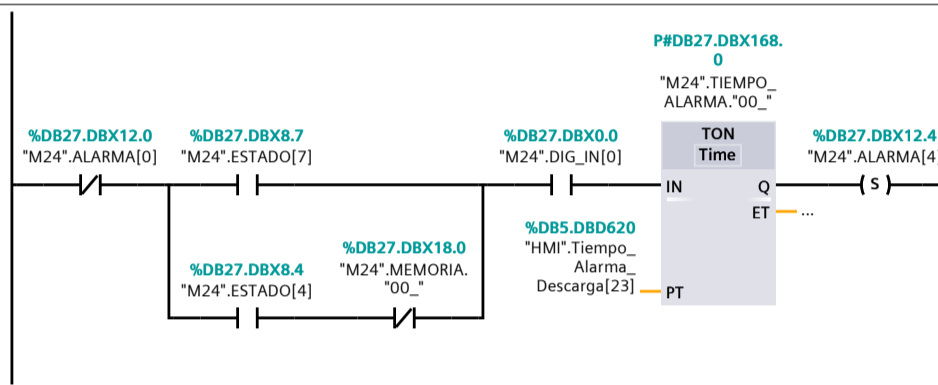 P#DB27.DBX168.
0
"M24".TIEMPO_
ALARMA."00_"
%DB27.DBX12.0
"M24".ALARMA[0]
%DB27.DBX8.7
"M24".ESTADO[7]
%DB27.DBX0.0
"M24".DIG_IN[0]
TON
Time
%DB27.DBX12.4
"M24".ALARMA[4]
IN
Q
S
ET
...
%DB5.DBD620
"HMI".Tiempo_
Alarma_
Descarga[23]
PT
%DB27.DBX8.4
"M24".ESTADO[4]
%DB27.DBX18.0
"M24".MEMORIA.
"00_"